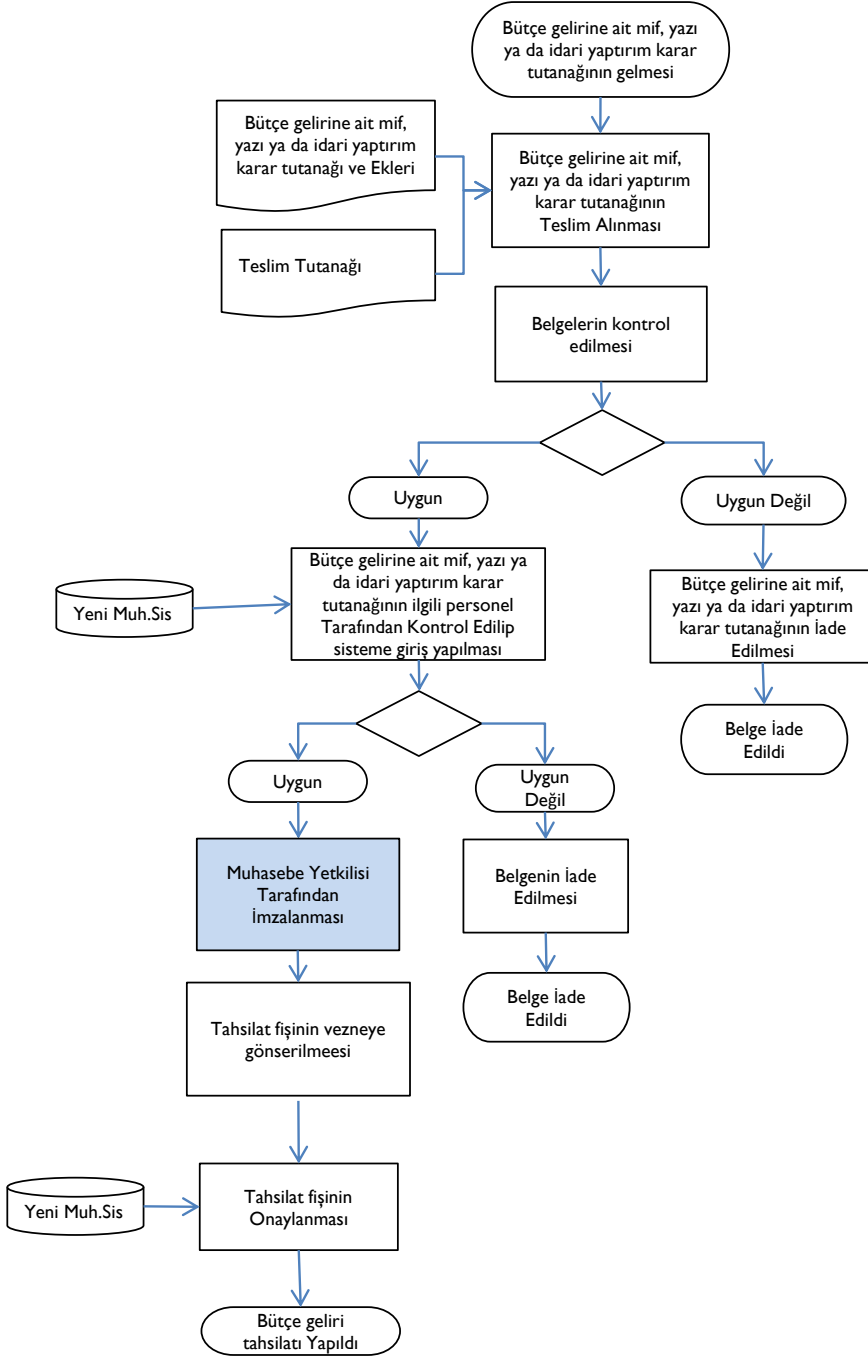 Bütçe gelirine ait mif, yazı
ya da idari yaptırım karar
tutanağının gelmesi
Bütçe gelirine ait mif,
yazı ya da idari yaptırım
karar tutanağı ve Ekleri
Bütçe gelirine ait mif,
yazı ya da idari yaptırım
karar tutanağının
Teslim Alınması
Teslim Tutanağı
Belgelerin kontrol
edilmesi
Uygun
Uygun Değil
Bütçe gelirine ait mif, yazı ya
da idari yaptırım karar
tutanağının ilgili personel
Tarafından Kontrol Edilip
sisteme giriş yapılması
Yeni Muh.Sis
Bütçe gelirine ait mif,
yazı ya da idari yaptırım
karar tutanağının İade
Edilmesi
Belge İade
Edildi
Uygun
Uygun
Değil
Muhasebe Yetkilisi
Tarafından
İmzalanması
Belgenin İade
Edilmesi
Belge İade
Edildi
Tahsilat fişinin vezneye
gönserilmeesi
Yeni Muh.Sis
Tahsilat fişinin
Onaylanması
Bütçe geliri
tahsilatı Yapıldı